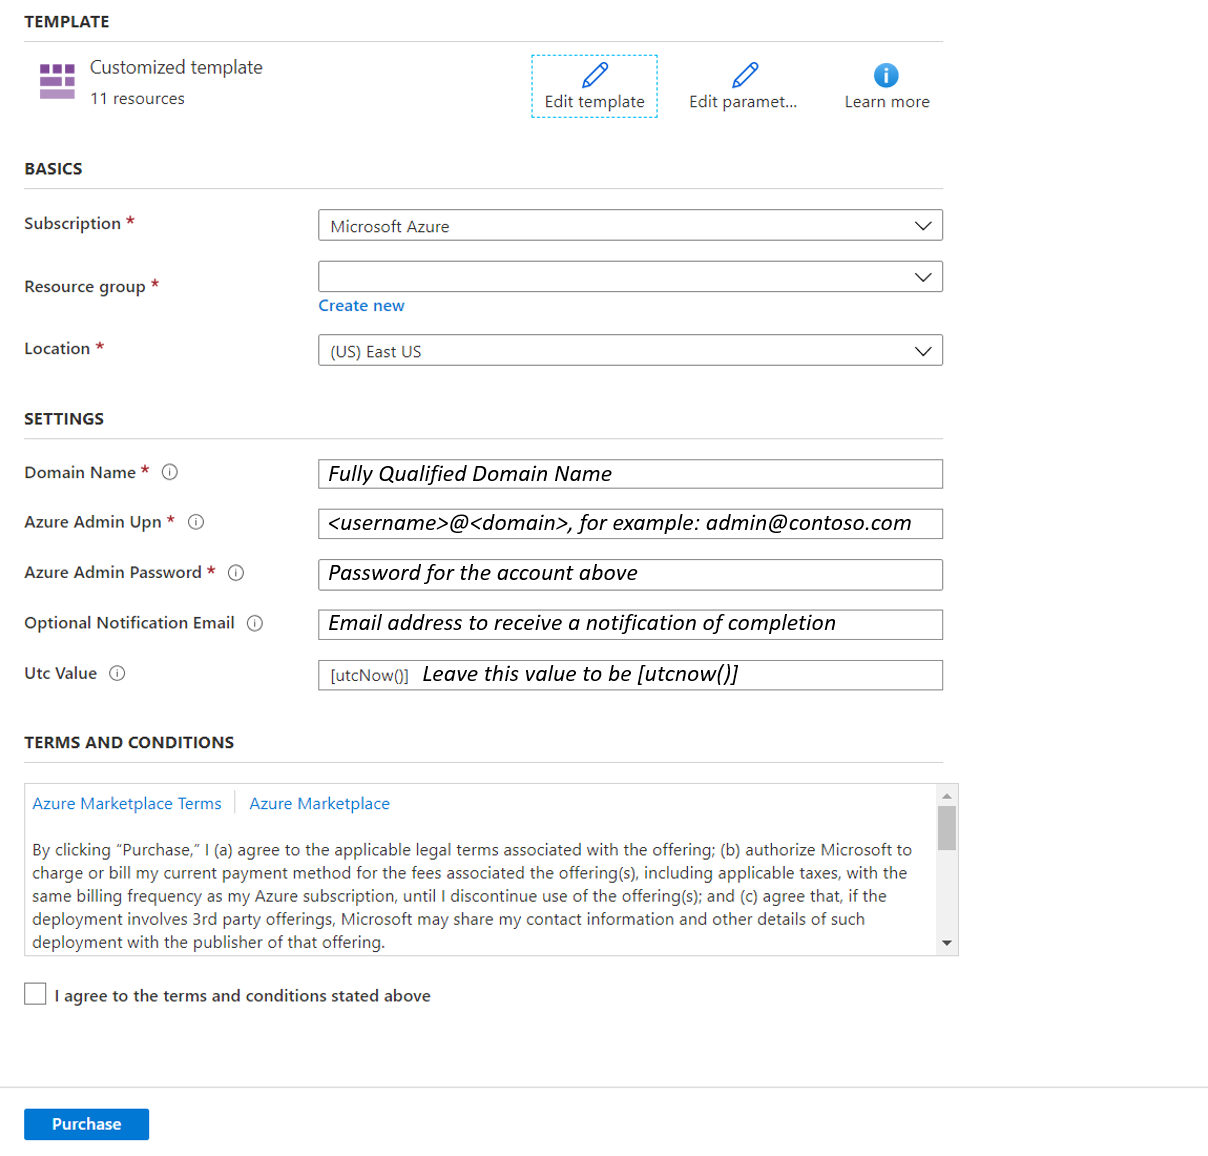 TEMPLATE
Customized template
11 resources
Edit template
Edit paramet...
Learn more
BASICS
Subscription *
Microsoft Azure
Resource group *
Create new
Location *
(US) East US
SETTINGS
Domain Name *
Fully Qualified Domain Name
Azure Admin Upn *
<username>@<domain>, for example: admin@contoso.com
Azure Admin Password *
Password for the account above
Optional Notification Email
Email address to receive a notification of completion
Utc Value
[utcNow()] Leave this value to be [utcnow()]
TERMS AND CONDITIONS
Azure Marketplace Terms | Azure Marketplace
By clicking “Purchase,” I (a) agree to the applicable legal terms associated with the offering; (b) authorize Microsoft to
charge or bill my current payment method for the fees associated the offering(s), including applicable taxes, with the
same billing frequency as my Azure subscription, until I discontinue use of the offering(s); and (c) agree that, if the
deployment involves 3rd party offerings, Microsoft may share my contact information and other details of such
deployment with the publisher of that offering.
I agree to the terms and conditions stated above
Purchase